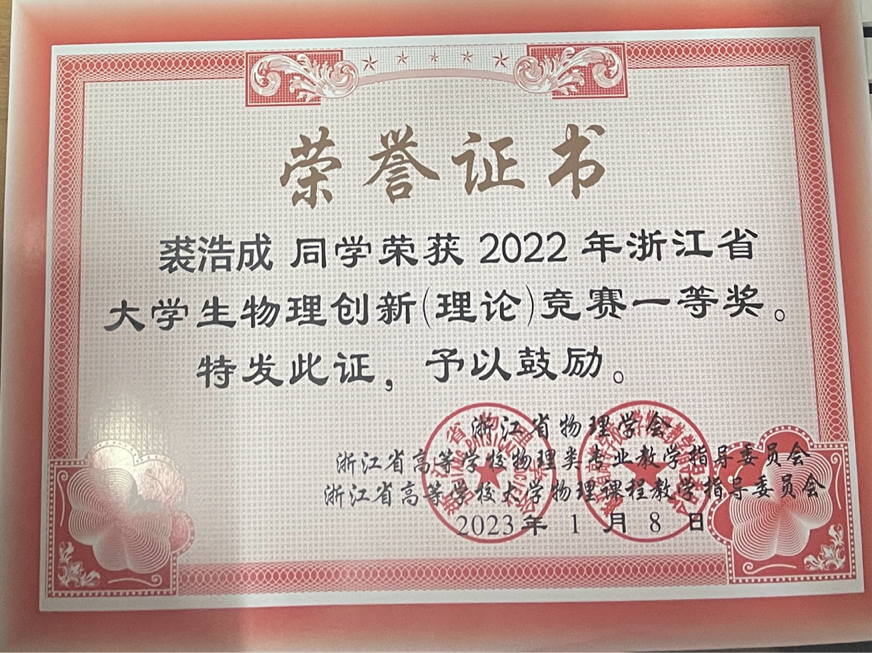 荣誉证书
裘浩成 同学荣获 2022 年浙江省
大学生物理创新(理论)竞赛一等奖。
特发此证，予以鼓励。
浙江省物理学会
浙江省高等学校物理类专业教学指导委员会
浙江省高等学校大学物理课程教学指导委员会
2023年 1 月 8 日